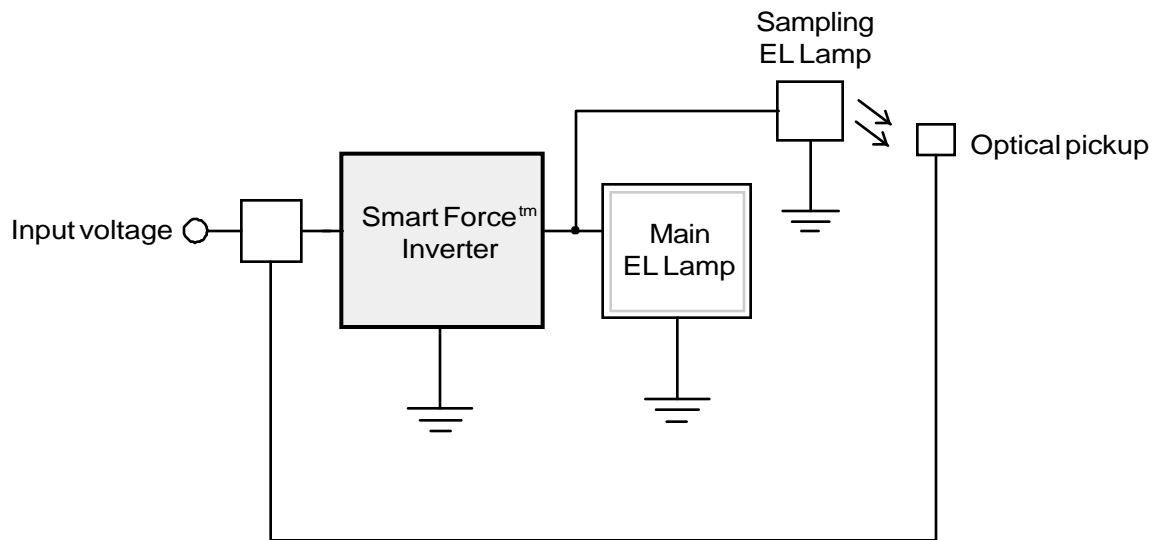 Sampling
EL Lamp
Optical pickup
Input voltage
Smart Force™
Inverter
Main
EL Lamp